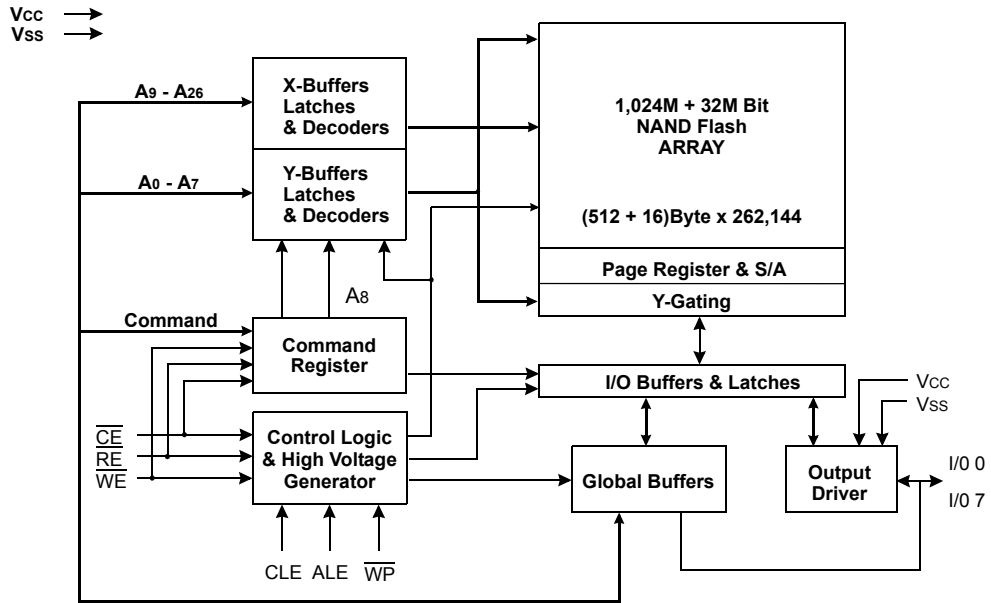 VCC
VSS
A9 - A26
X-Buffers
Latches
& Decoders
A0 - A7
Y-Buffers
Latches
& Decoders
1,024M + 32M Bit
NAND Flash
ARRAY
(512 + 16)Byte x 262,144
Page Register & S/A
Y-Gating
A8
Command
Command
Register
I/O Buffers & Latches
VCC
VSS
CE
RE
WE
Control Logic
& High Voltage
Generator
Global Buffers
Output
Driver
I/0 0
I/0 7
CLE ALE WP